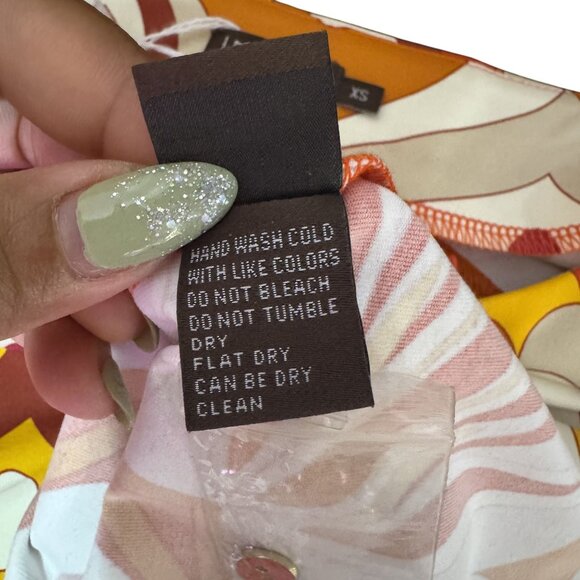 XS
HAND WASH COLD
WITH LIKE COLORS
DO NOT BLEACH
DO NOT TUMBLE
DRY
FLAT DRY
CAN BE DRY
CLEAN